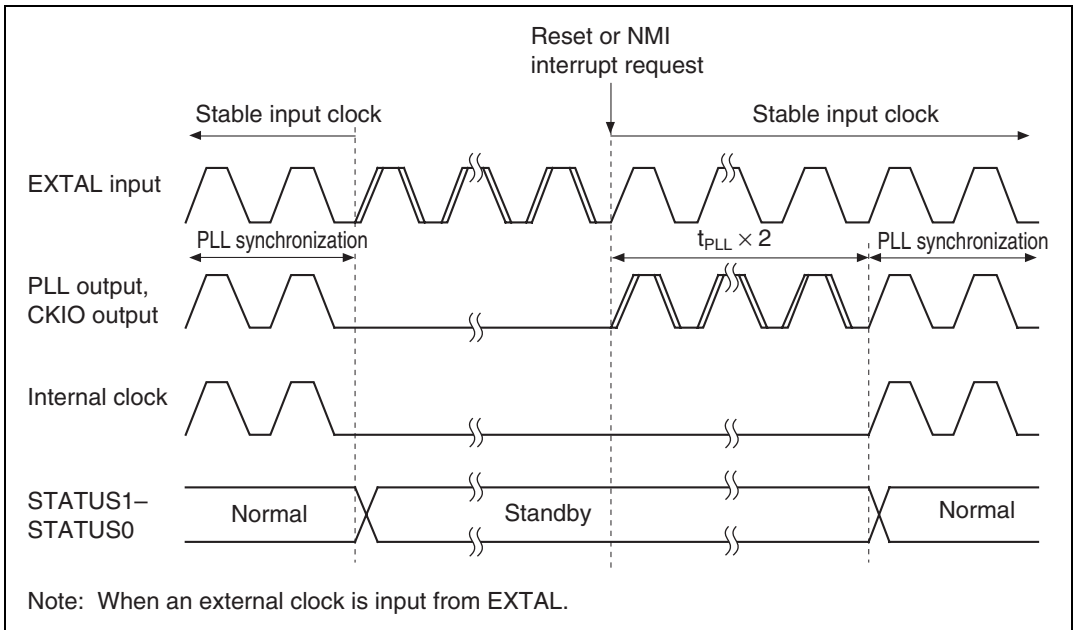 Reset or NMI
interrupt request
Stable input clock
Stable input clock
EXTAL input
PLL synchronization
tPLL × 2
PLL synchronization
PLL output,
CKIO output
Internal clock
STATUS1–
STATUS0
Normal
Standby
Normal
Note: When an external clock is input from EXTAL.